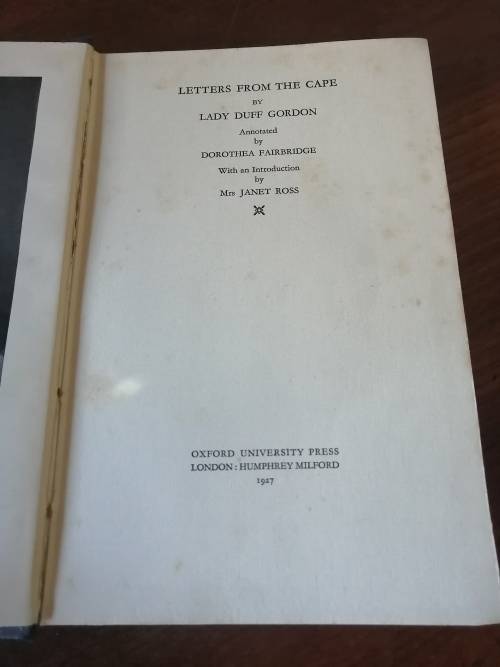 LETTERS FROM THE CAPE
BY
LADY DUFF GORDON
Annotated
by
DOROTHEA FAIRBRIDGE
With an Introduction
by
Mrs JANET ROSS
OXFORD UNIVERSITY PRESS
LONDON : HUMPHREY MILFORD
1927